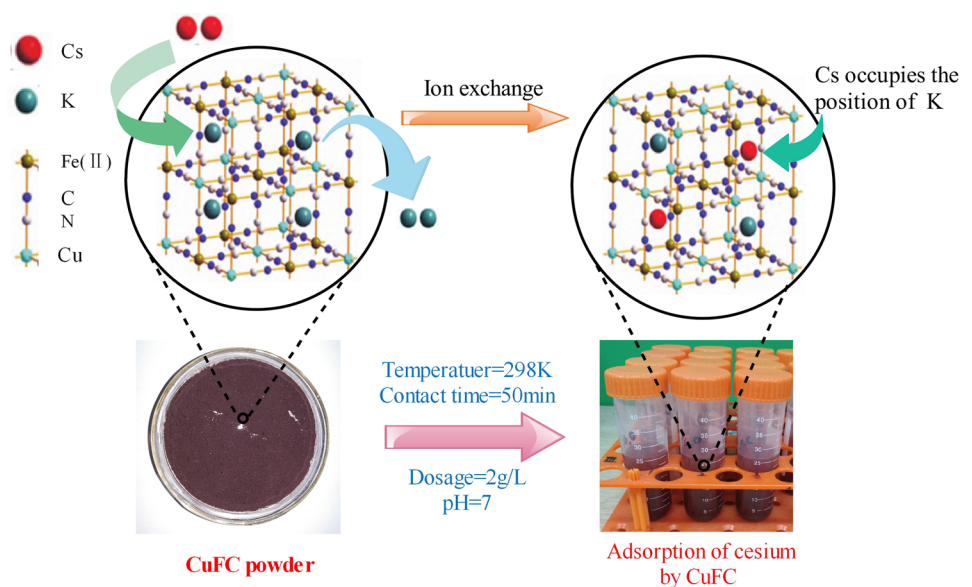 Cs
K
Fe(Ⅱ)
C
N
Cu
Ion exchange
Cs occupies the
position of K
Temperatuer=298K
Contact time=50min
Dosage=2g/L
pH=7
CuFC powder
Adsorption of cesium
by CuFC